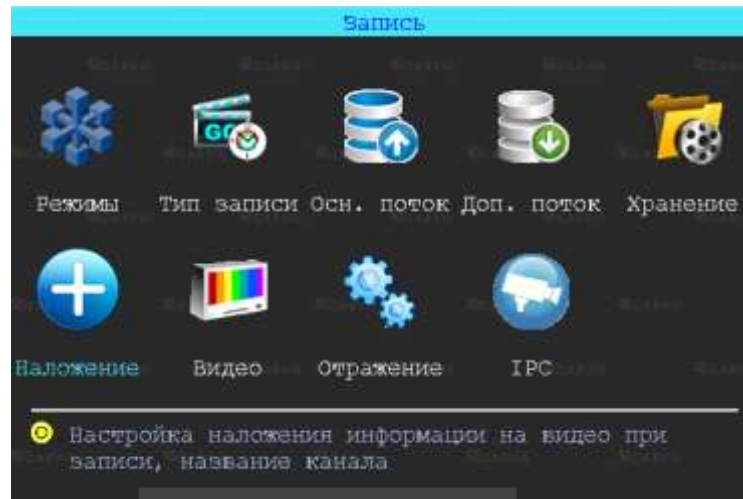 Запись
GO
Режимы Тип записи Осн. поток Доп. поток Хранение
Наложение Видео Отражение IPC
Настройка наложения информации на видео при
записи, название канала